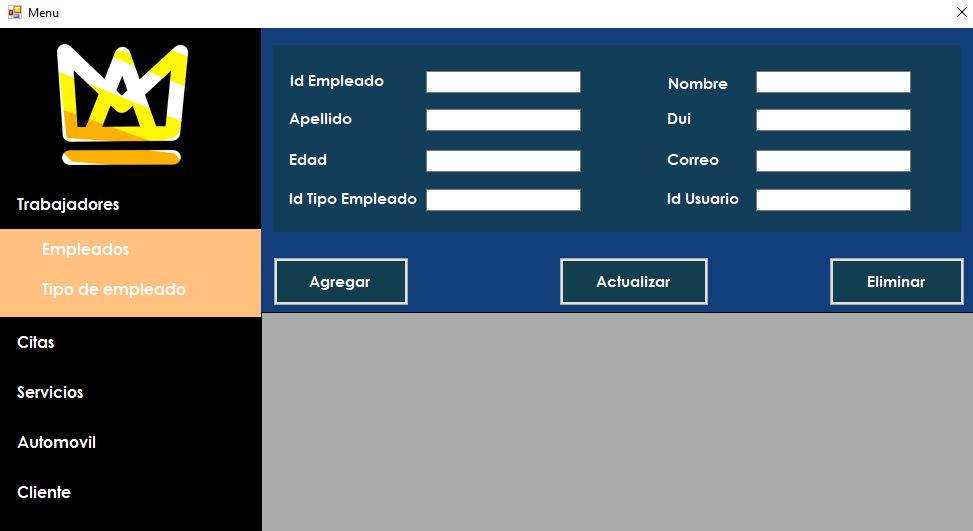 Menu
Trabajadores
Empleados
Tipo de empleado
Citas
Servicios
Automovil
Cliente
Id Empleado
Nombre
Apellido
Dui
Edad
Correo
Id Tipo Empleado
Id Usuario
Agregar
Actualizar
Eliminar